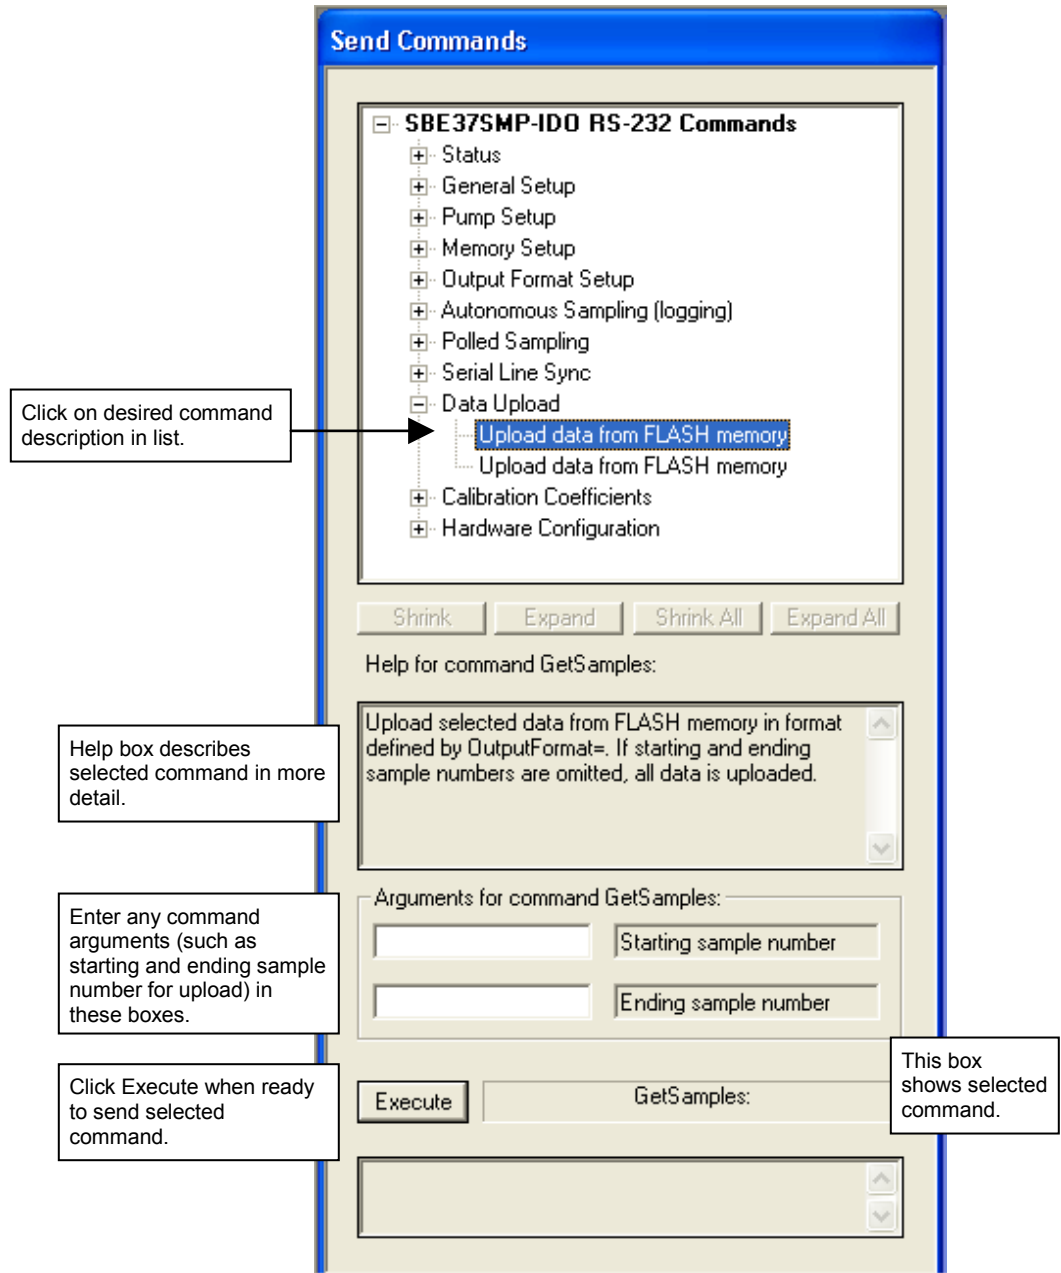 Send Commands
SBE37SMP-IDO RS-232 Commands
Status
General Setup
Pump Setup
Memory Setup
Output Format Setup
Autonomous Sampling (logging)
Polled Sampling
Serial Line Sync
Data Upload
Upload data from FLASH memory
Upload data from FLASH memory
Calibration Coefficients
Hardware Configuration
Click on desired command
description in list.
Shrink
Expand
Shrink All
Expand All
Help for command GetSamples:
Upload selected data from FLASH memory in format
defined by OutputFormat=. If starting and ending
sample numbers are omitted, all data is uploaded.
Help box describes
selected command in more
detail.
Arguments for command GetSamples:
Starting sample number
Ending sample number
Enter any command
arguments (such as
starting and ending sample
number for upload) in
these boxes.
This box
shows selected
command.
Click Execute when ready
to send selected
command.
Execute
GetSamples: